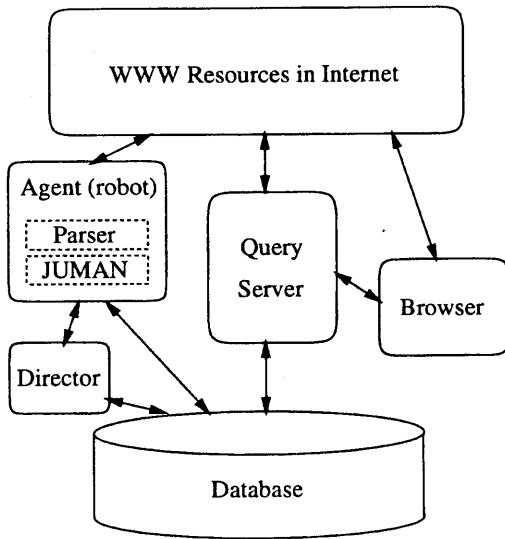 WWW Resources in Internet
Agent (robot)
Parser
JUMAN
Query
Server
Browser
Director
Database